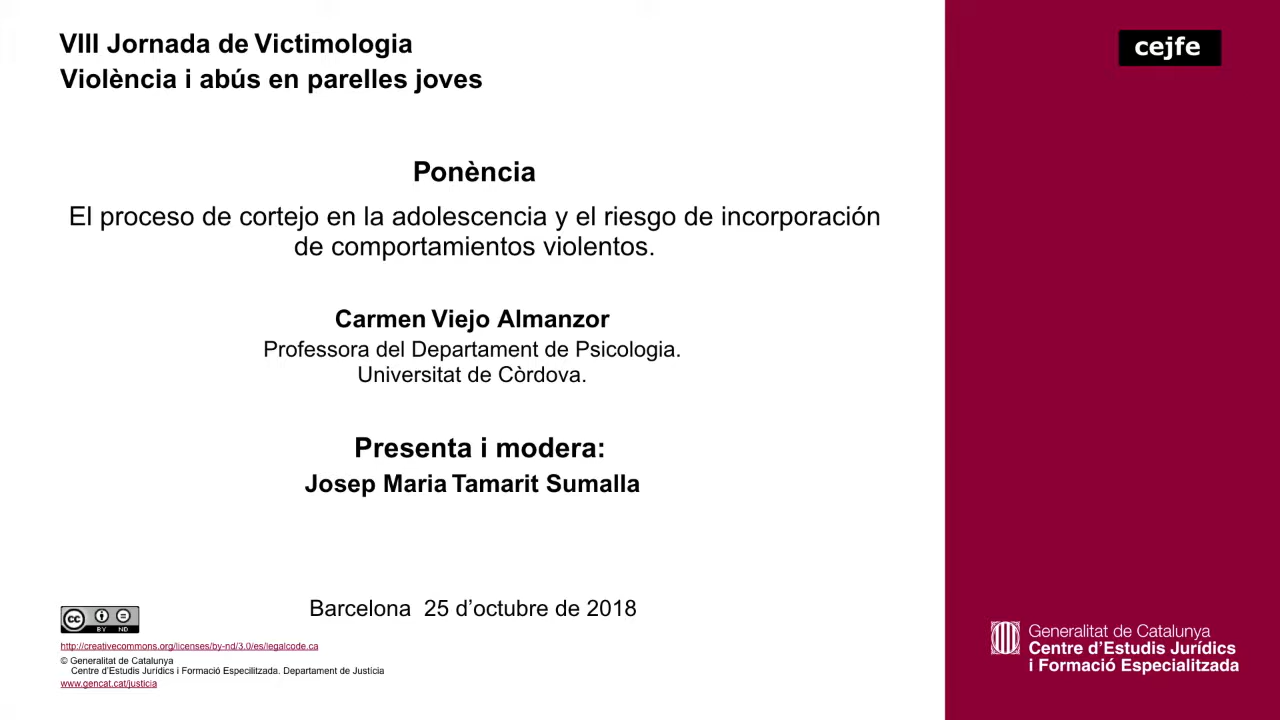 VIII Jornada de Victimologia
Violència i abús en parelles joves
cejfe
Ponència
El proceso de cortejo en la adolescencia y el riesgo de incorporación
de comportamientos violentos.
Carmen Viejo Almanzor
Professora del Departament de Psicologia.
Universitat de Còrdova.
Presenta i modera:
Josep Maria Tamarit Sumalla
Barcelona 25 d’octubre de 2018
cc BY ND
http://creativecommons.org/licenses/by-nd/3.0/es/legalcode.ca
© Generalitat de Catalunya
Centre d’Estudis Jurídics i Formació Especilitzada. Departament de Justícia
www.gencat.cat/justicia
Generalitat de Catalunya
Centre d’Estudis Jurídics
i Formació Especialitzada